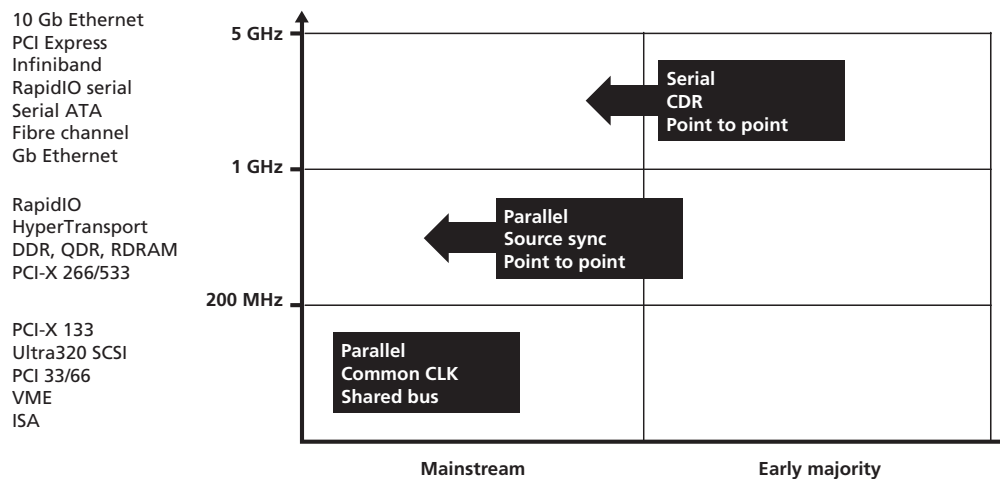 10 Gb Ethernet
PCI Express
Infiniband
RapidIO serial
Serial ATA
Fibre channel
Gb Ethernet
RapidIO
HyperTransport
DDR, QDR, RDRAM
PCI-X 266/533
PCI-X 133
Ultra320 SCSI
PCI 33/66
VME
ISA
5 GHz
1 GHz
200 MHz
Serial
CDR
Point to point
Parallel
Source sync
Point to point
Parallel
Common CLK
Shared bus
Mainstream
Early majority